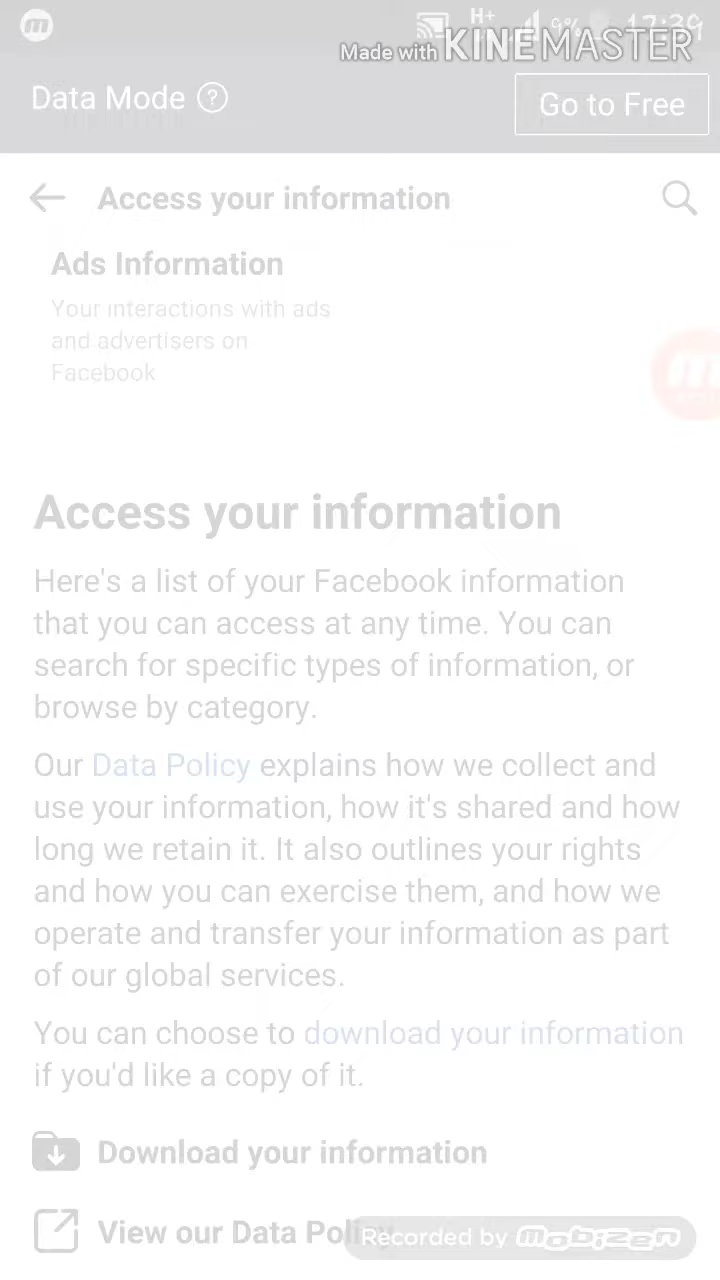 H+ 9% 17:39
Made with KINEMASTER
Data Mode ?
Go to Free
Access your information
Ads Information
Your interactions with ads
and advertisers on
Facebook
Access your information
Here's a list of your Facebook information
that you can access at any time. You can
search for specific types of information, or
browse by category.
Our Data Policy explains how we collect and
use your information, how it's shared and how
long we retain it. It also outlines your rights
and how you can exercise them, and how we
operate and transfer your information as part
of our global services.
You can choose to download your information
if you'd like a copy of it.
Download your information
View our Data Policy
Recorded by mobizen